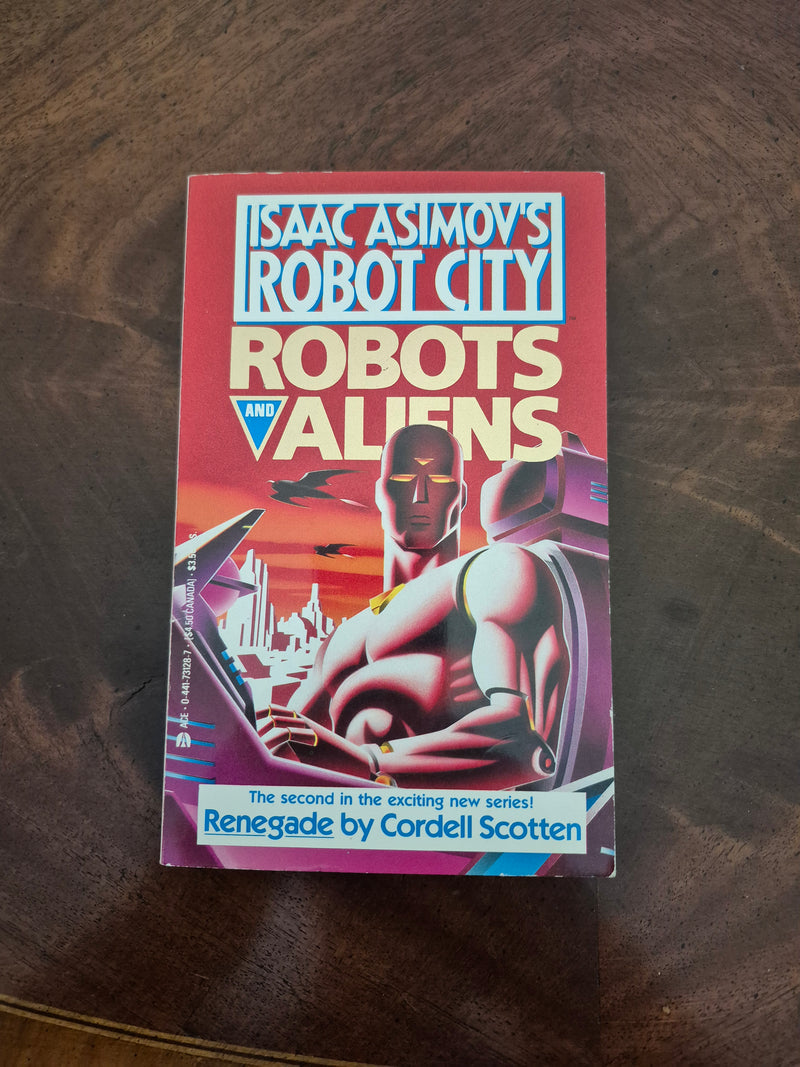 ISAAC ASIMOV'S
ROBOT CITY
TM
ROBOTS
AND ALIENS
ACE • 0-441-73128-7 • [$4.50 CANADA] •
The second in the exciting new series!
Renegade by Cordell Scotten